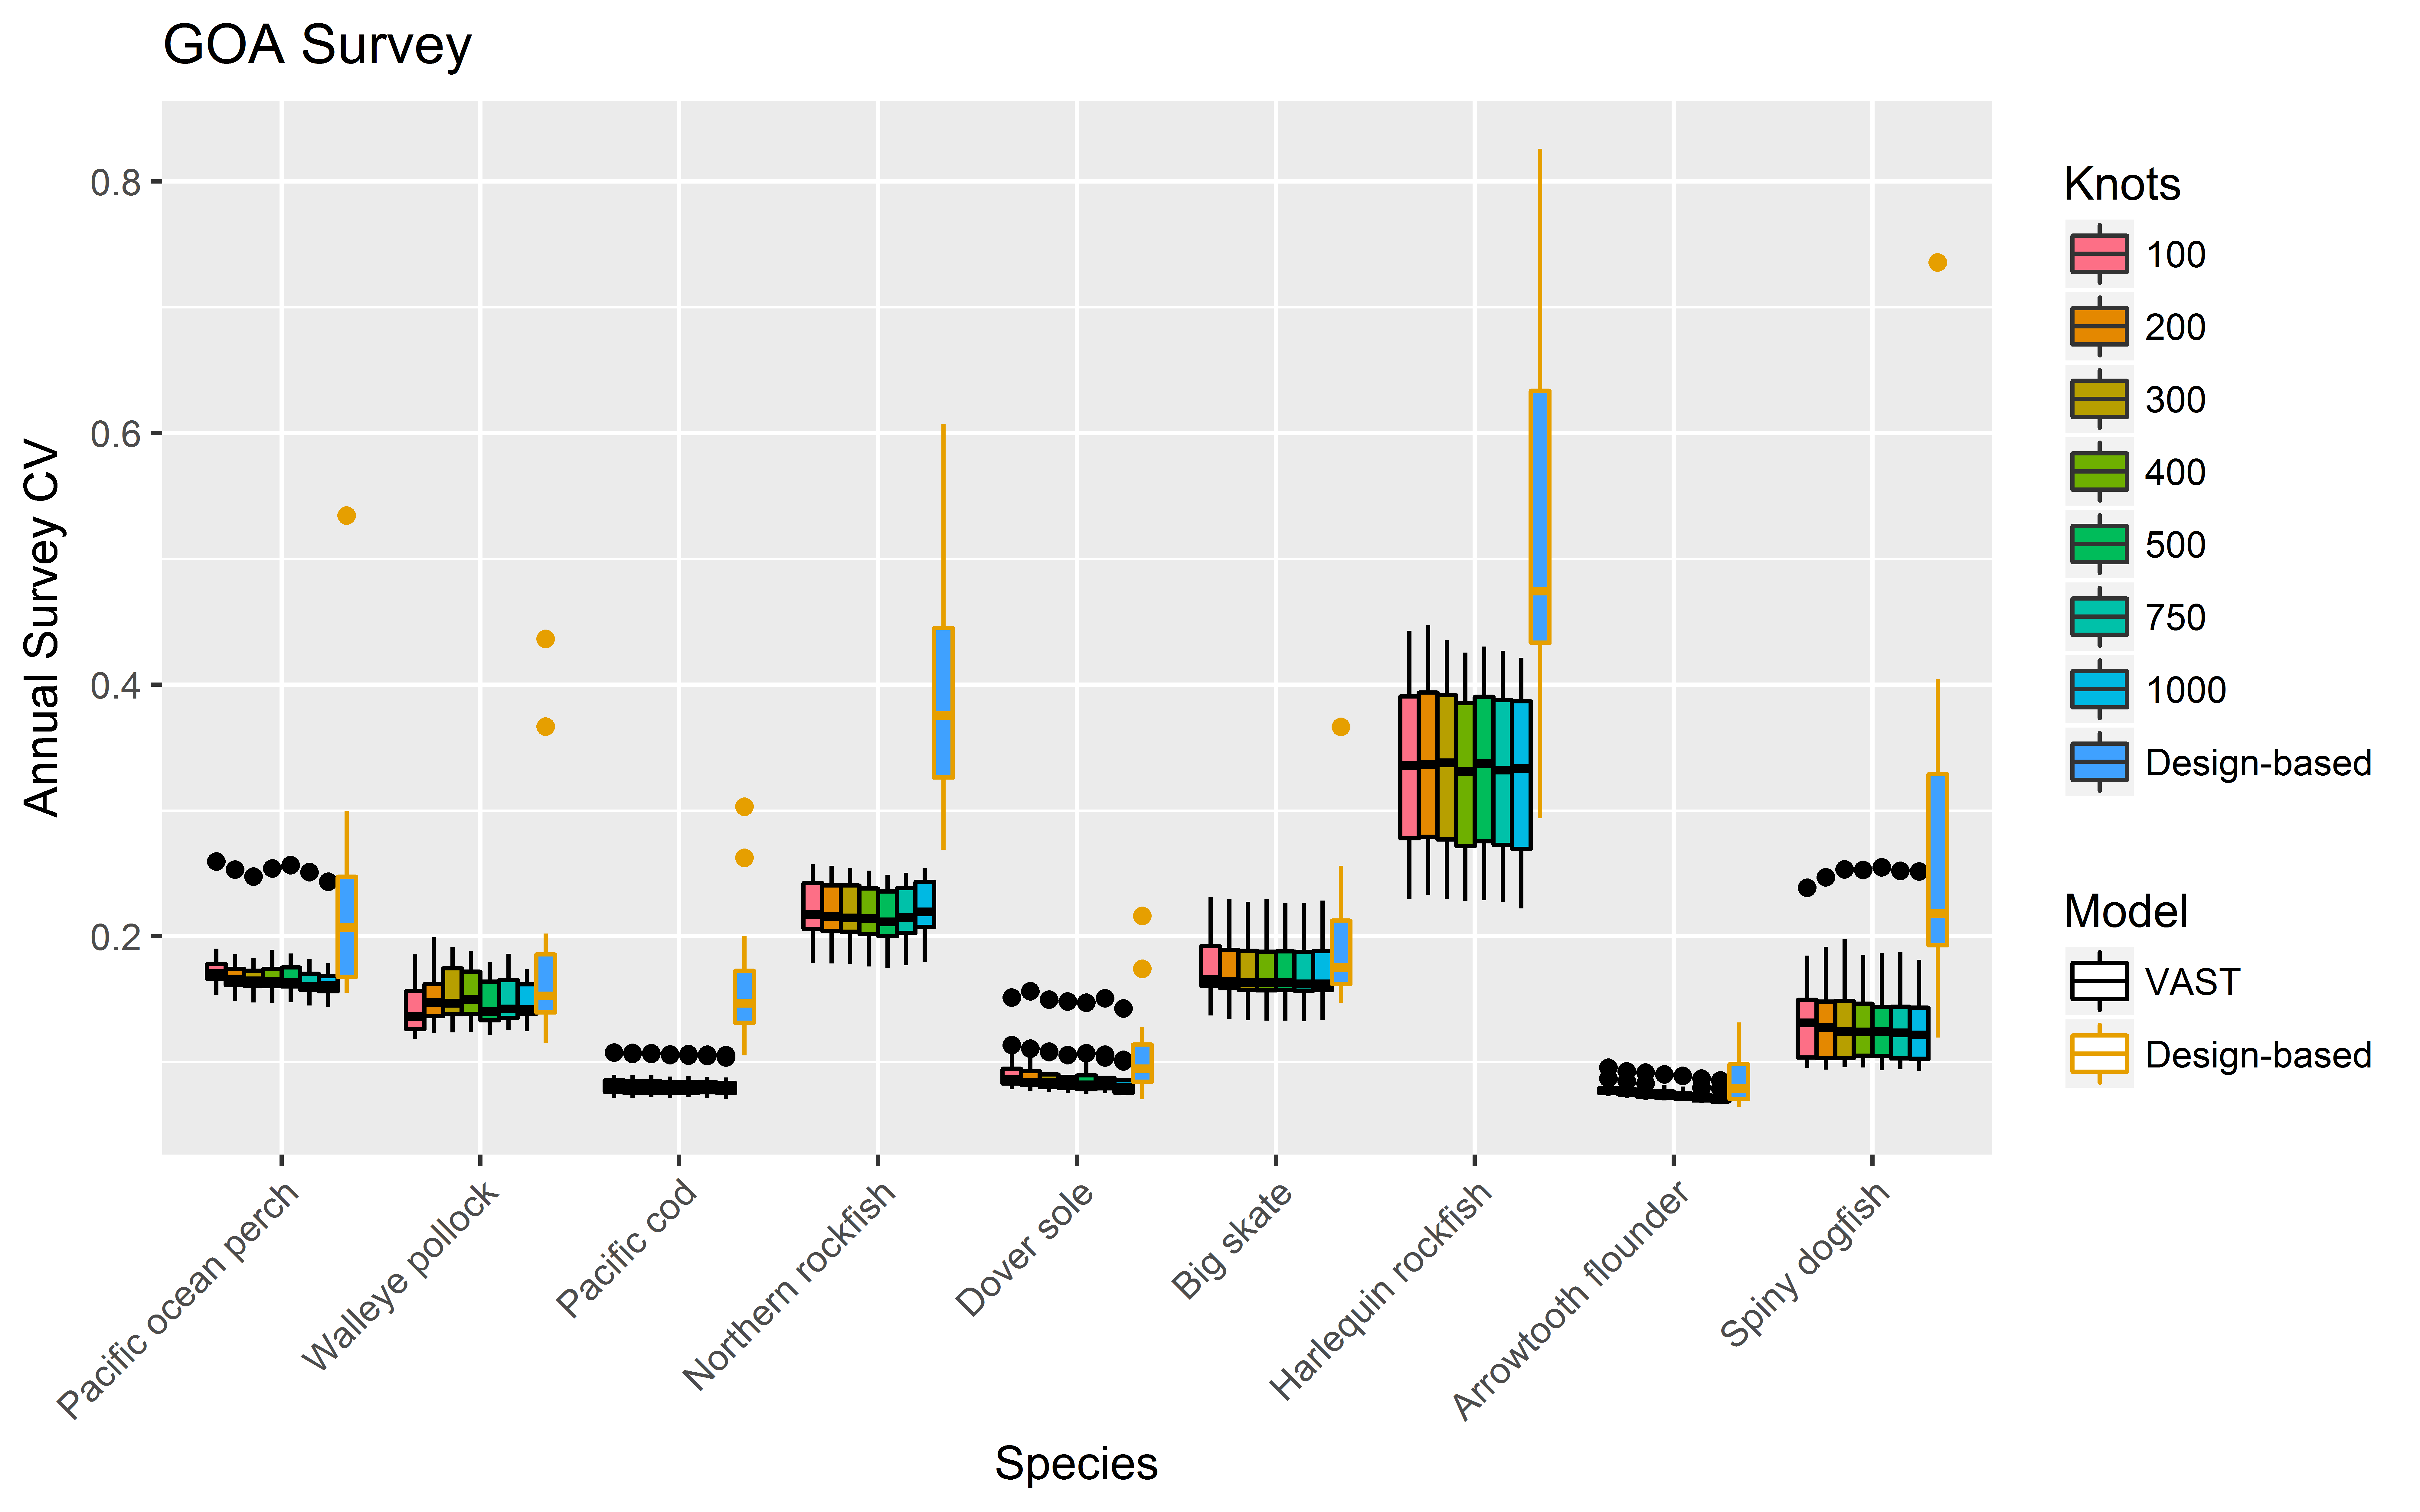 GOA Survey
Annual Survey CV
0.8
0.6
0.4
0.2
Pacific ocean perch
Walleye pollock
Pacific cod
Northern rockfish
Dover sole
Big skate
Harlequin rockfish
Arrowtooth flounder
Spiny dogfish
Species
Knots
100
200
300
400
500
750
1000
Design-based
Model
VAST
Design-based